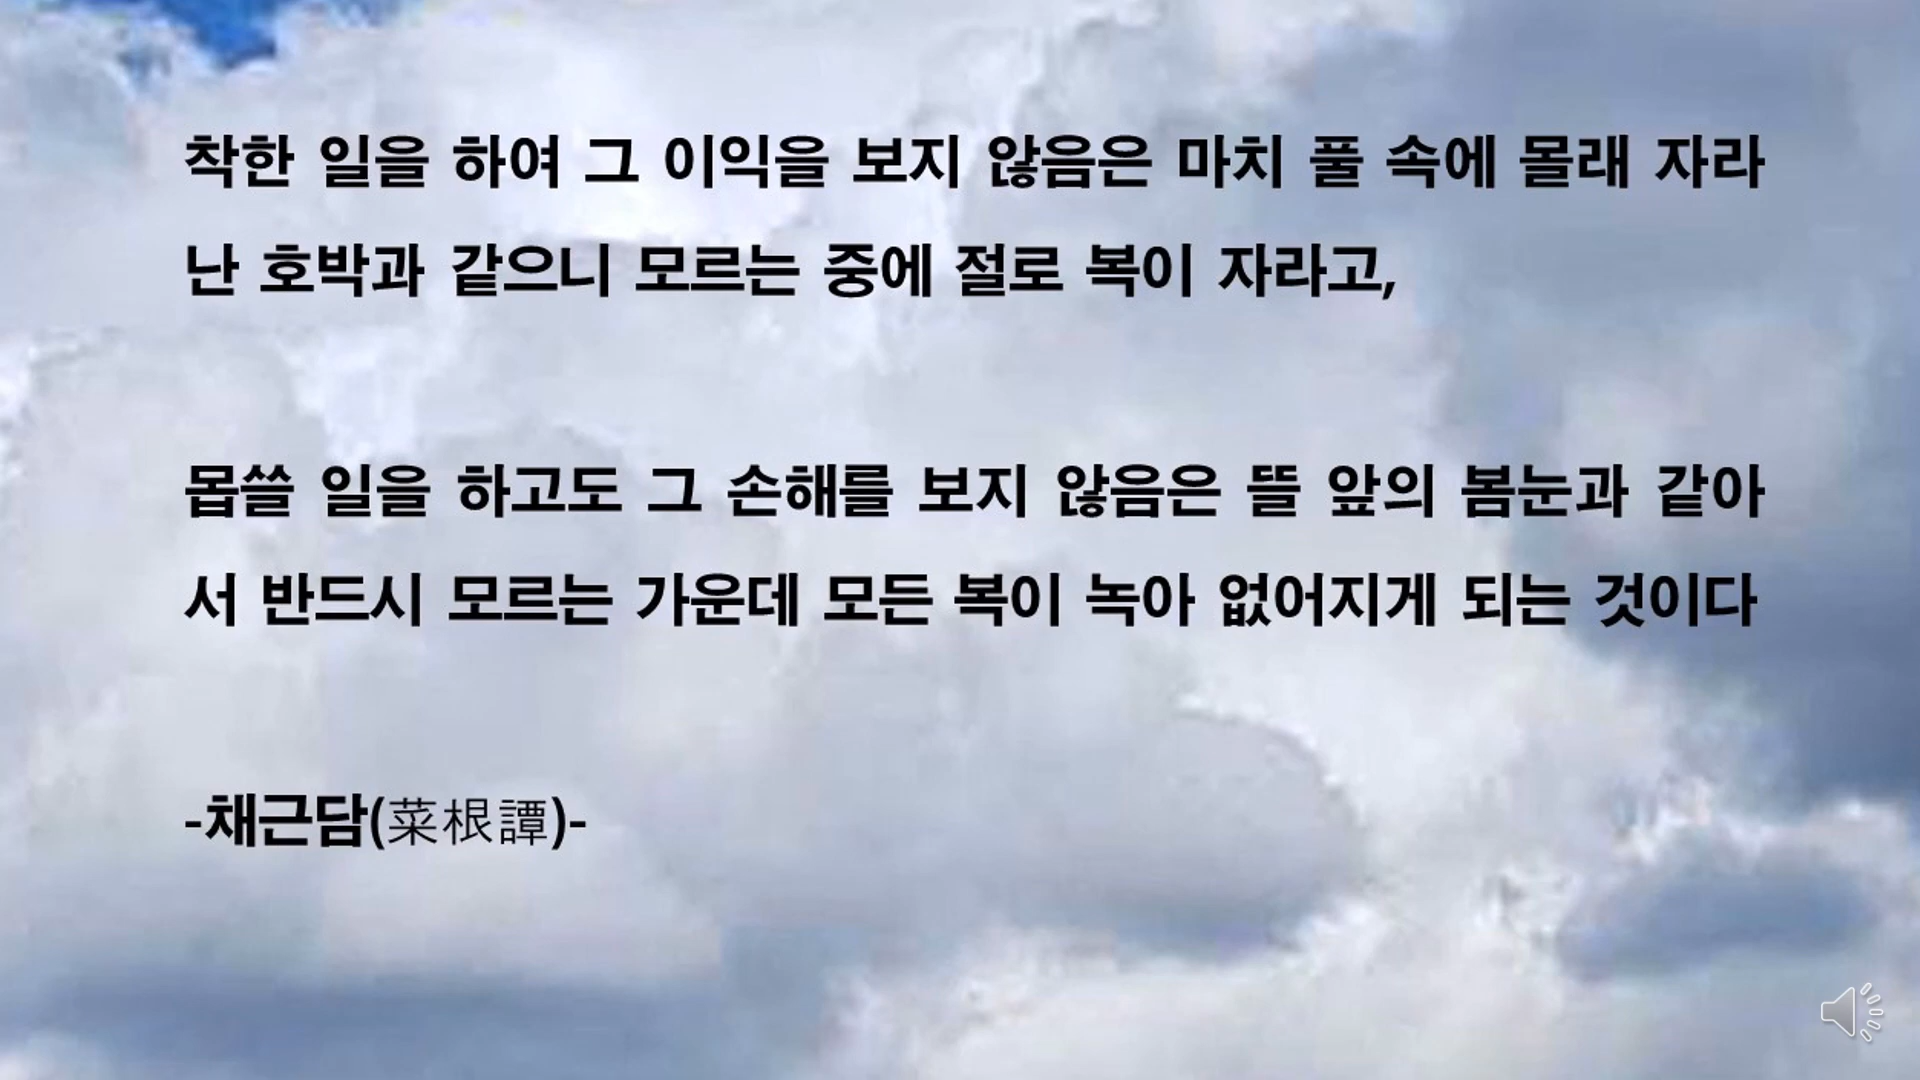 착한 일을 하여 그 이익을 보지 않음은 마치 풀 속에 몰래 자라
난 호박과 같으니 모르는 중에 절로 복이 자라고,
몹쓸 일을 하고도 그 손해를 보지 않음은 뜰 앞의 봄눈과 같아
서 반드시 모르는 가운데 모든 복이 녹아 없어지게 되는 것이다
-채근담(菜根譚)-